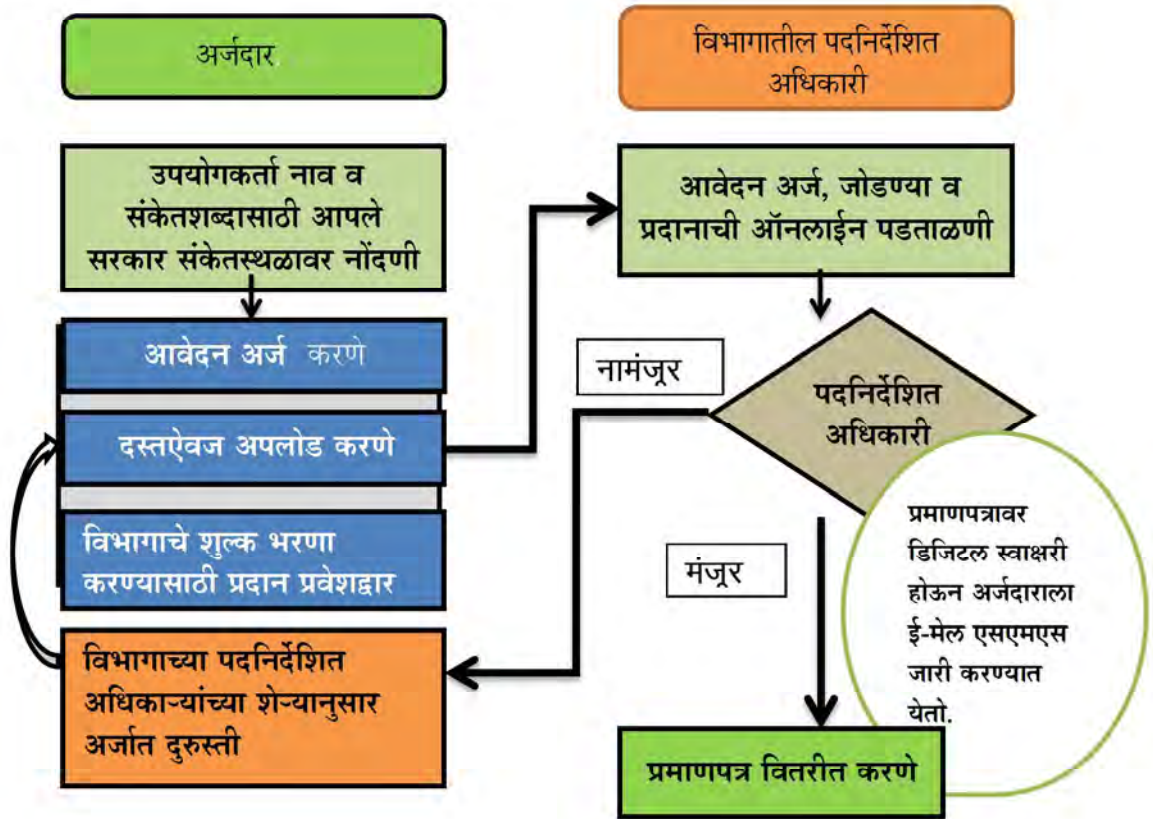 अर्जदार
विभागातील पदनिर्देशित
अधिकारी
उपयोगकर्ता नाव व
संकेतशब्दासाठी आपले
सरकार संकेतस्थळावर नोंदणी
आवेदन अर्ज करणे
दस्तऐवज अपलोड करणे
विभागाचे शुल्क भरणा
करण्यासाठी प्रदान प्रवेशद्वार
विभागाच्या पदनिर्देशित
अधिकाऱ्यांच्या शेऱ्यानुसार
अर्जात दुरुस्ती
आवेदन अर्ज, जोडण्या व
प्रदानाची ऑनलाईन पडताळणी
नामंजूर
पदनिर्देशित
अधिकारी
मंजूर
प्रमाणपत्रावर
डिजिटल स्वाक्षरी
होऊन अर्जदाराला
ई-मेल एसएमएस
जारी करण्यात
येतो.
प्रमाणपत्र वितरीत करणे